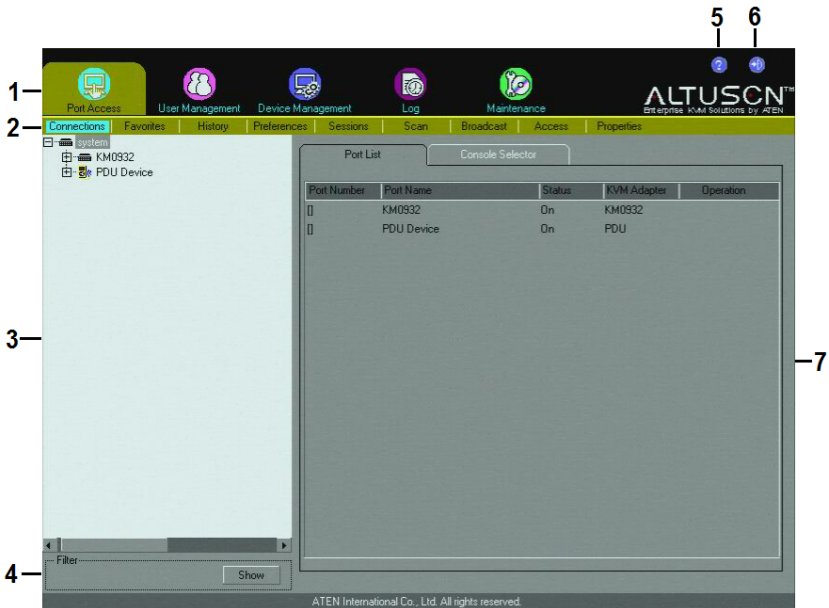 5 6
1
Port Access User Management Device Management Log Maintenance
ALTUSCN™
Enterprise KVM Solutions by ATEN
2
Connections Favorites History Preferences Sessions Scan Broadcast Access Properties
system
KM0932
PDU Device
Port List Console Selector
Port Number Port Name Status KVM Adapter Operation
[] KM0932 On KM0932
[] PDU Device On PDU
3
7
4
Filter
Show
ATEN International Co., Ltd. All rights reserved.